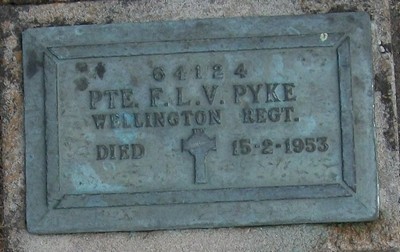 64124
PTE. F.L.V. PYKE
WELLINGTON REGT.
DIED 15-2-1953